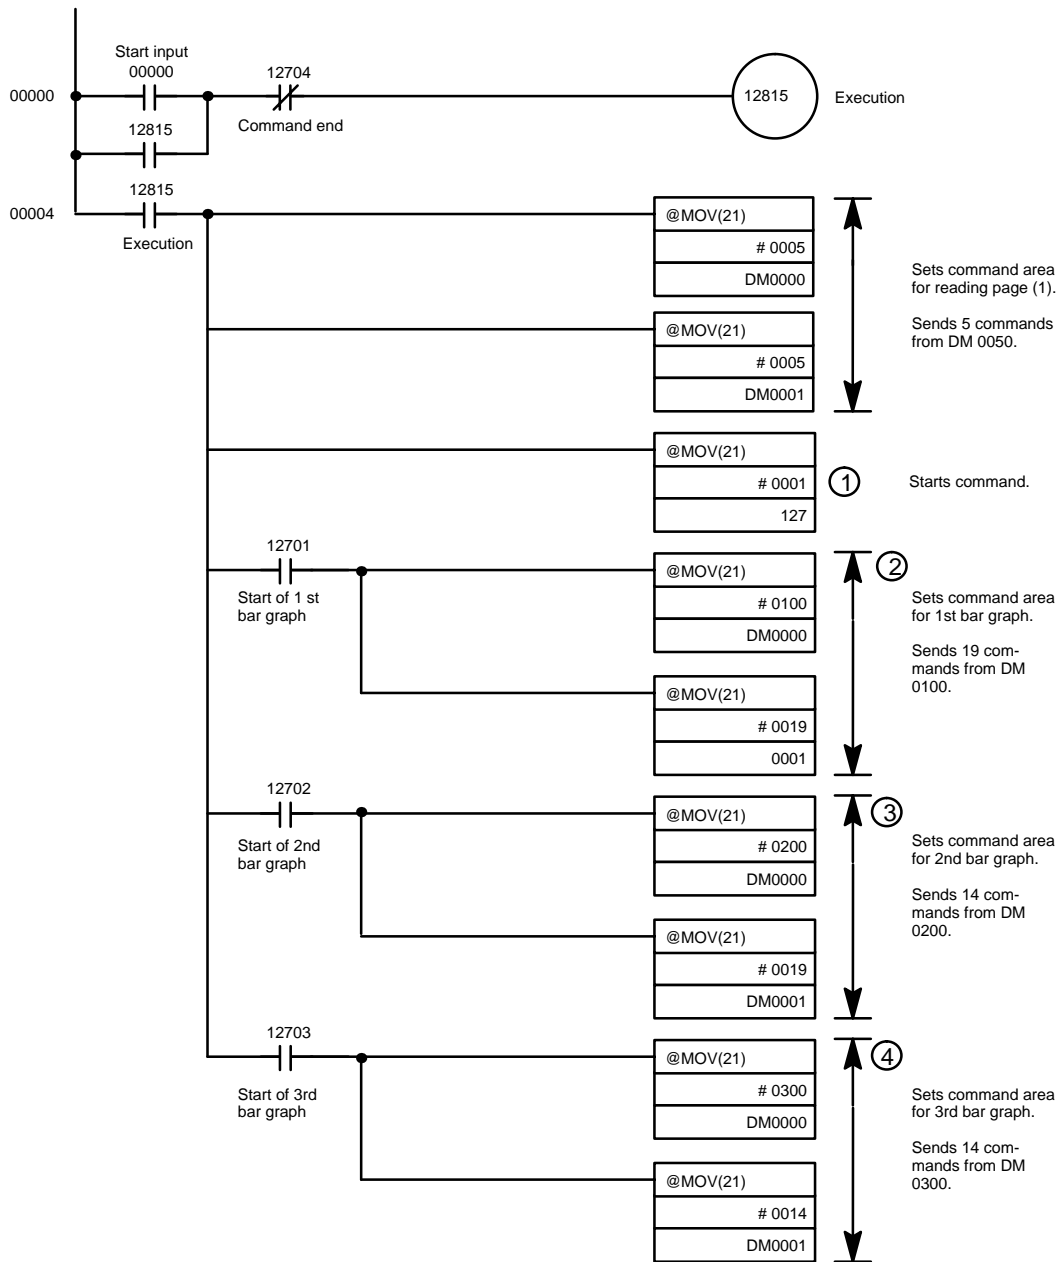 Start input
00000
12704
00000
12815
Execution
Command end
12815
12815
00004
Execution
@MOV(21)
# 0005
DM0000
Sets command area
for reading page (1).
Sends 5 commands
from DM 0050.
@MOV(21)
# 0005
DM0001
@MOV(21)
# 0001
127
1
Starts command.
12701
Start of 1 st
bar graph
@MOV(21)
# 0100
DM0000
2
Sets command area
for 1st bar graph.
Sends 19 com-
mands from DM
0100.
@MOV(21)
# 0019
0001
12702
Start of 2nd
bar graph
@MOV(21)
# 0200
DM0000
3
Sets command area
for 2nd bar graph.
Sends 14 com-
mands from DM
0200.
@MOV(21)
# 0019
DM0001
12703
Start of 3rd
bar graph
@MOV(21)
# 0300
DM0000
4
Sets command area
for 3rd bar graph.
Sends 14 com-
mands from DM
0300.
@MOV(21)
# 0014
DM0001